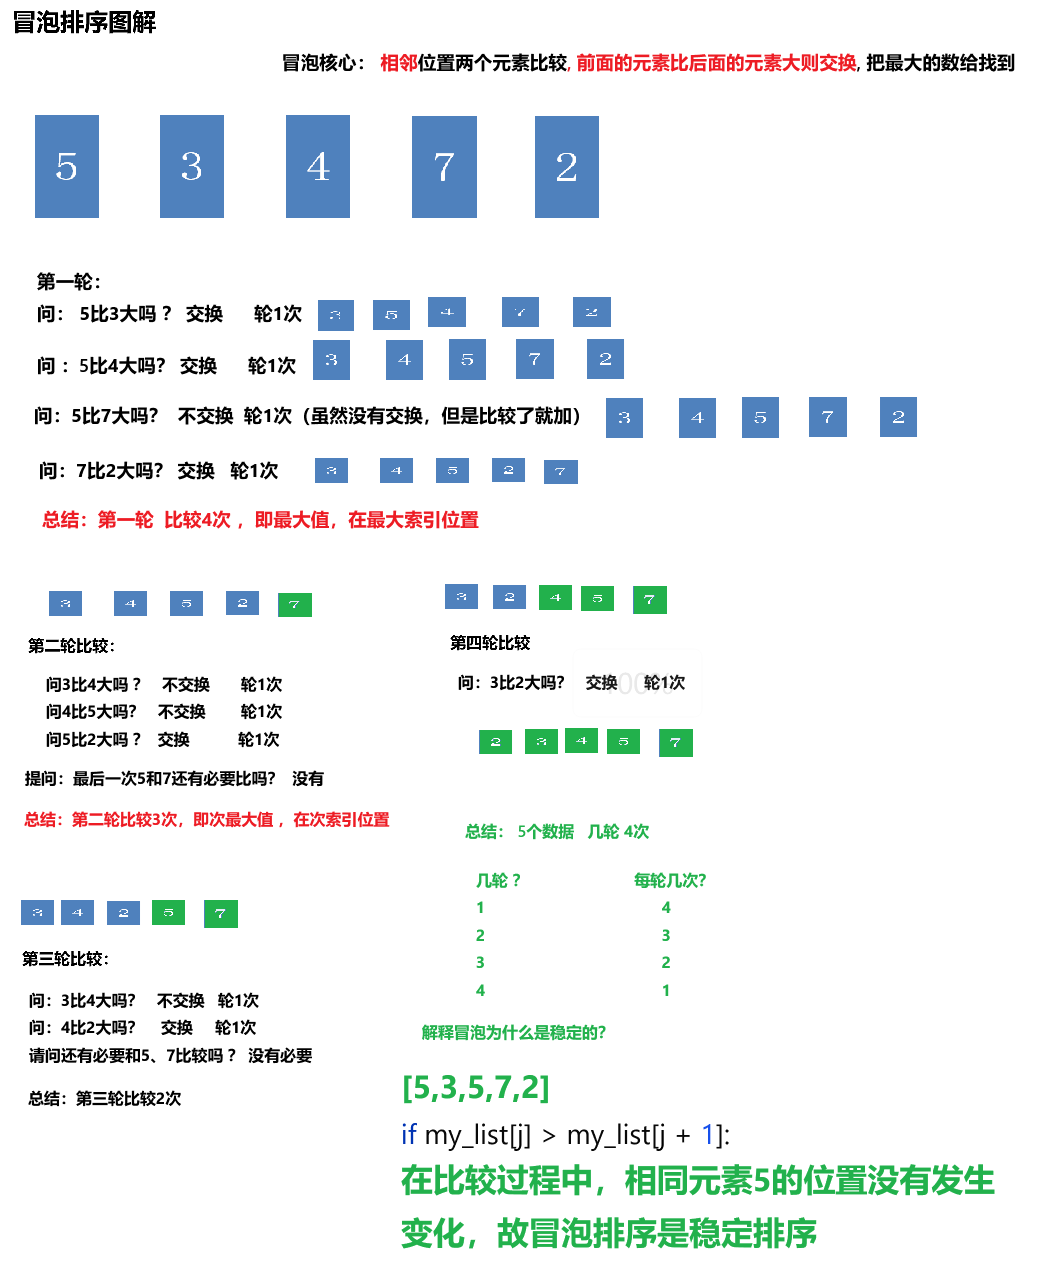 冒泡排序图解
冒泡核心： 相邻位置两个元素比较, 前面的元素比后面的元素大则交换, 把最大的数给找到
5 3 4 7 2
第一轮：
问： 5比3大吗？ 交换 轮1次 3 5 4 7 2
问： 5比4大吗？ 交换 轮1次 3 4 5 7 2
问：5比7大吗？ 不交换 轮1次（虽然没有交换，但是比较了就加） 3 4 5 7 2
问：7比2大吗？ 交换 轮1次 3 4 5 2 7
总结：第一轮 比较4次 ，即最大值，在最大索引位置
3 4 5 2 7
第二轮比较：
问3比4大吗？ 不交换 轮1次
问4比5大吗？ 不交换 轮1次
问5比2大吗？ 交换 轮1次
提问：最后一次5和7还有必要比吗？ 没有
总结：第二轮比较3次，即次最大值 ，在次索引位置
3 4 2 5 7
第三轮比较：
问：3比4大吗？ 不交换 轮1次
问：4比2大吗？ 交换 轮1次
请问还有必要和5、7比较吗？ 没有必要
总结：第三轮比较2次
3 2 4 5 7
第四轮比较
问：3比2大吗？ 交换 轮1次
2 3 4 5 7
总结： 5个数据 几轮 4次
几轮？ 每轮几次？
1 4
2 3
3 2
4 1
解释冒泡为什么是稳定的？
[5,3,5,7,2]
if my_list[j] > my_list[j + 1]:
在比较过程中，相同元素5的位置没有发生
变化，故冒泡排序是稳定排序